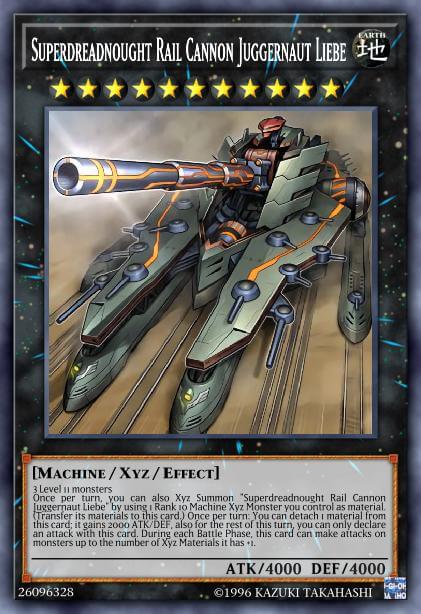 Superdreadnought Rail Cannon Juggernaut Liebe
EARTH
地
[Machine / Xyz / Effect]
3 Level 11 monsters
Once per turn, you can also Xyz Summon "Superdreadnought Rail Cannon
Juggernaut Liebe" by using 1 Rank 10 Machine Xyz Monster you control as material.
(Transfer its materials to this card.) Once per turn: You can detach 1 material from
this card; it gains 2000 ATK/DEF, also for the rest of this turn, you can only declare
an attack with this card. During each Battle Phase, this card can make attacks on
monsters up to the number of Xyz Materials it has +1.
ATK/4000 DEF/4000
26096328
©1996 KAZUKI TAKAHASHI